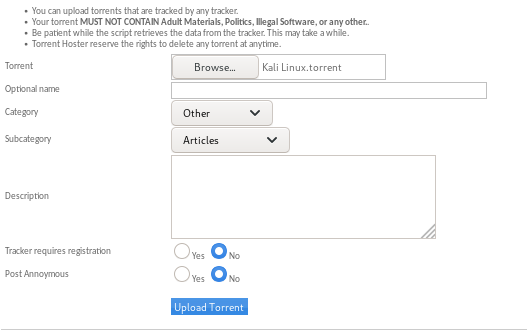 You can upload torrents that are tracked by any tracker.
Your torrent MUST NOT CONTAIN Adult Materials, Politics, Illegal Software, or any other..
Be patient while the script retrieves the data from the tracker. This may take a while.
Torrent Hoster reserve the rights to delete any torrent at anytime.
Torrent Browse... Kali Linux.torrent
Optional name
Category Other
Subcategory Articles
Description
Tracker requires registration Yes No
Post Annoymous Yes No
Upload Torrent